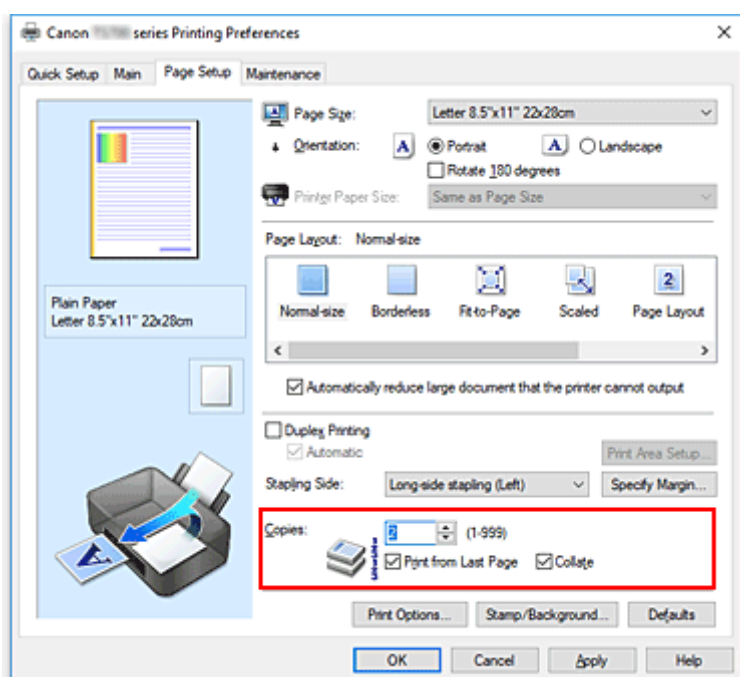 Canon series Printing Preferences
Quick Setup Main Page Setup Maintenance
Page Size: Letter 8.5"x11" 22x28cm
Orientation: A Portrait A Landscape
Rotate 180 degrees
Printer Paper Size: Same as Page Size
Page Layout: Normal-size
2
Normal-size Borderless Fit-to-Page Scaled Page Layout
Plain Paper
Letter 8.5"x11" 22x28cm
Automatically reduce large document that the printer cannot output
Duplex Printing
Automatic
Print Area Setup...
Stapling Side: Long-side stapling (Left) Specify Margin...
Copies: 2 (1-999)
Print from Last Page Collate
Print Options... Stamp/Background... Defaults
OK Cancel Apply Help